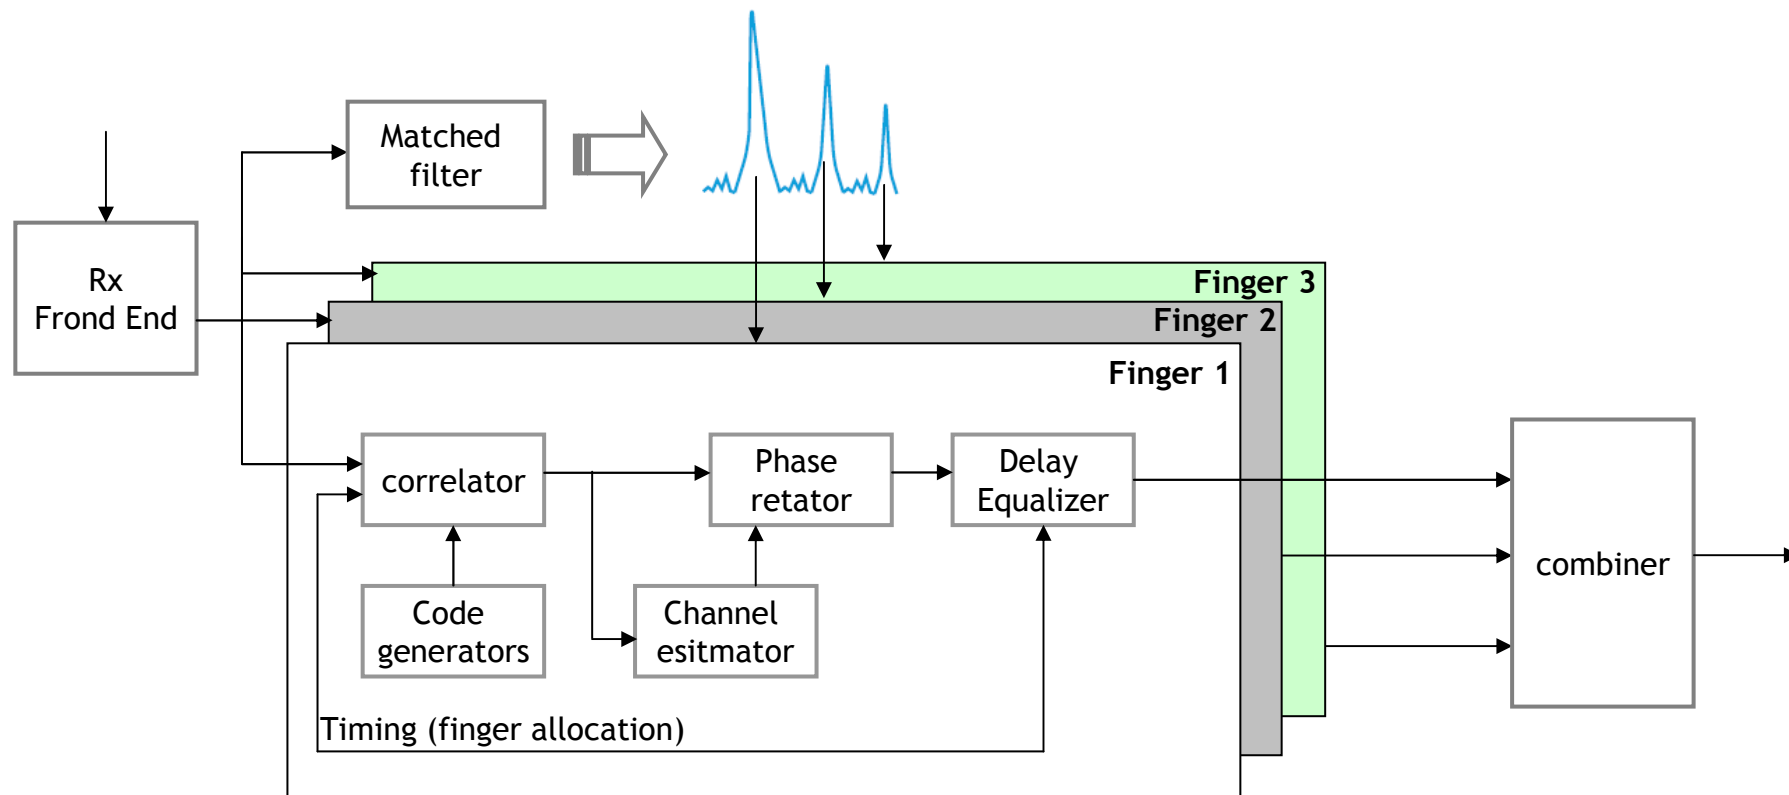 Matched
filter
Rx
Frond End
Finger 3
Finger 2
Finger 1
correlator
Phase
retator
Delay
Equalizer
combiner
Code
generators
Channel
esitmator
Timing (finger allocation)